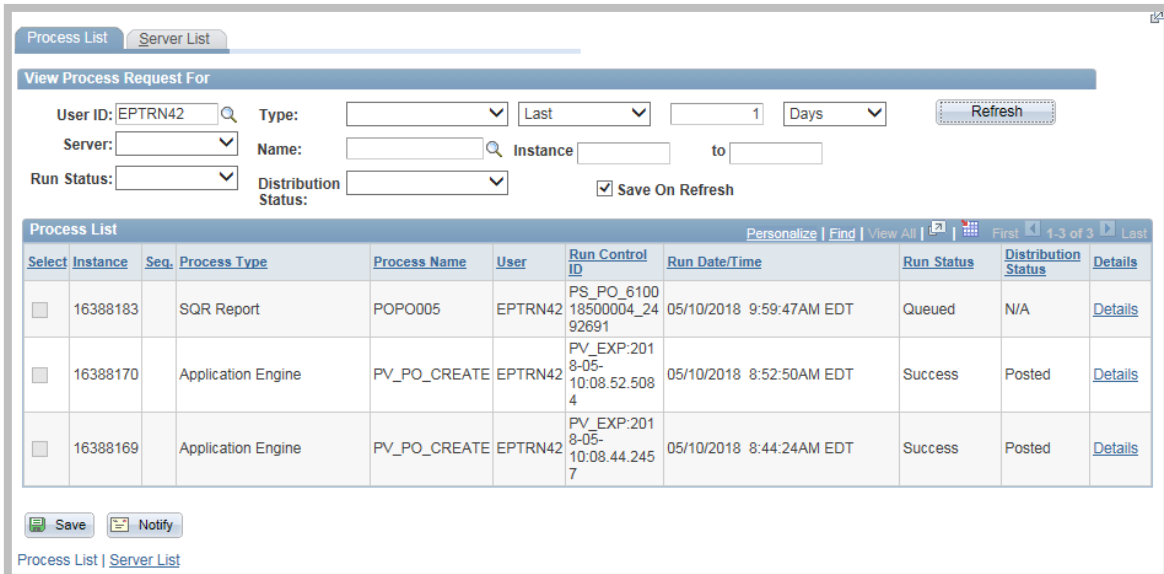 Process List Server List
View Process Request For
User ID: EPTRN42 Type: Last 1 Days Refresh
Server: Name: Instance to
Run Status: Distribution Status: Save On Refresh
Process List Personalize | Find | View All | | First 1-3 of 3 Last
Select Instance Seq. Process Type Process Name User Run Control ID Run Date/Time Run Status Distribution Status Details
16388183 SQR Report POPO005 EPTRN42 PS_PO_610018500004_2492691 05/10/2018 9:59:47AM EDT Queued N/A Details
16388170 Application Engine PV_PO_CREATE EPTRN42 PV_EXP:2018-05-10:08.52.5084 05/10/2018 8:52:50AM EDT Success Posted Details
16388169 Application Engine PV_PO_CREATE EPTRN42 PV_EXP:2018-05-10:08.44.2457 05/10/2018 8:44:24AM EDT Success Posted Details
Save Notify
Process List | Server List